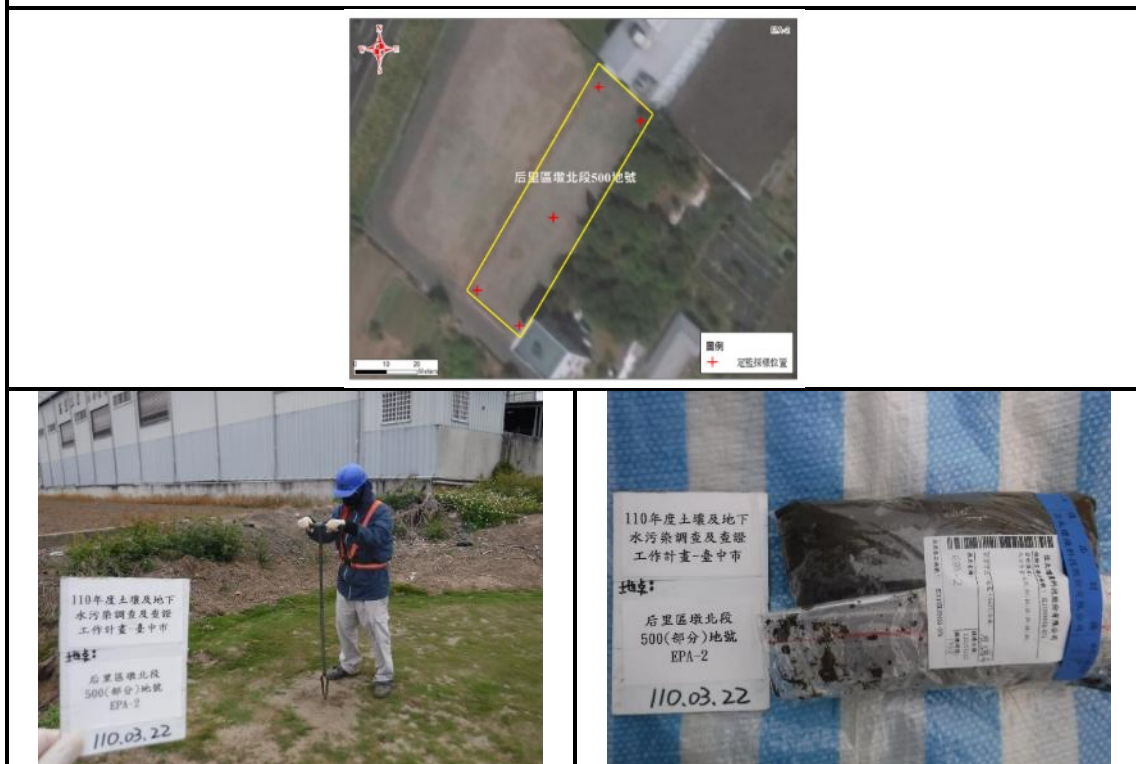 EPA-2
N
W
E
S
后里區墩北段500地號
0 10 20
Meters
圖例
定監採樣位置
110年度土壤及地下
水污染調查及查證
工作計畫-臺中市
地點:
后里區墩北段
500(部分)地號
EPA-2
110.03.22
110年度土壤及地下
水污染調查及查證
工作計畫-臺中市
地點:
后里區墩北段
500(部分)地號
EPA-2
110.03.22